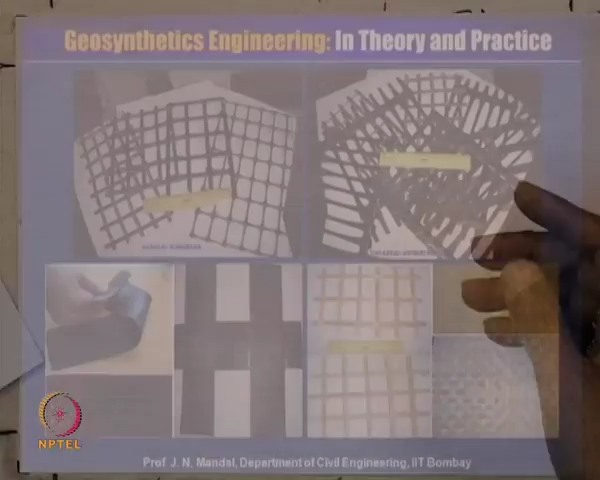 Geosynthetics Engineering: In Theory and Practice
NPTEL
Prof. J. N. Mandal, Department of Civil Engineering, IIT Bombay